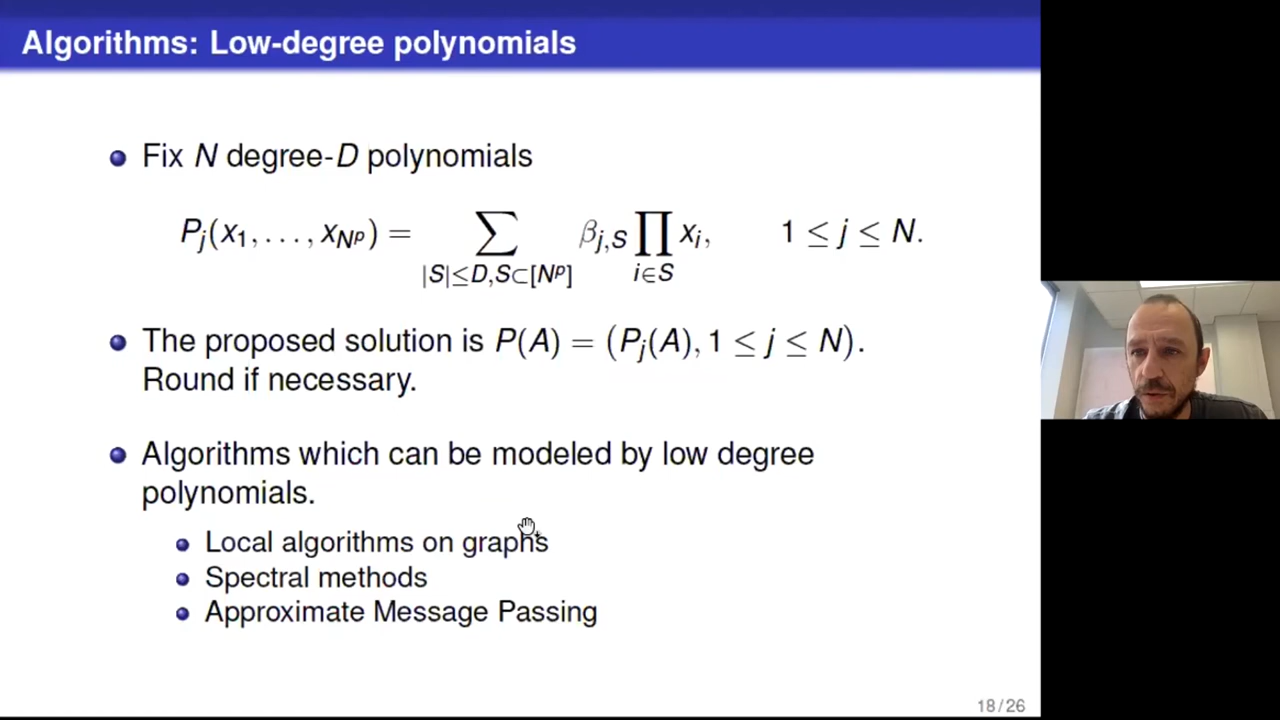 Algorithms: Low-degree polynomials
Fix N degree-D polynomials
P_j(x_1, …, x_{N^p}) = ∑_{|S|≤D,S⊂[N^p]} β_{j,S} ∏_{i∈S} x_i, 1 ≤ j ≤ N.
The proposed solution is P(A) = (P_j(A), 1 ≤ j ≤ N).
Round if necessary.
Algorithms which can be modeled by low degree
polynomials.
Local algorithms on graphs
Spectral methods
Approximate Message Passing
18/26